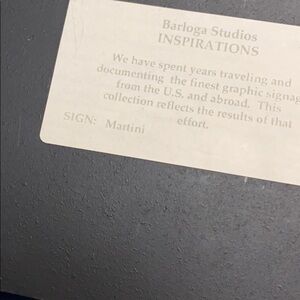 Barloga Studios
INSPIRATIONS
We have spent years traveling and
documenting the finest graphic signag
from the U.S. and abroad. This
collection reflects the results of that
effort.
SIGN: Martini